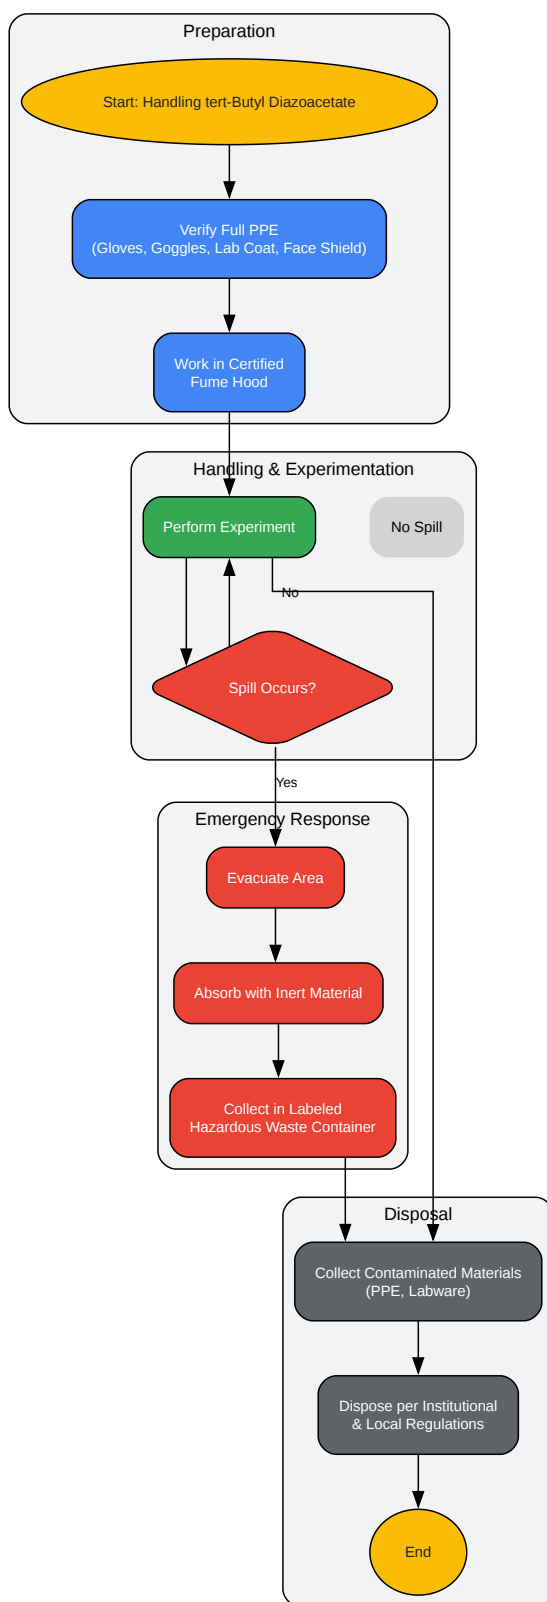 Preparation
Start: Handling tert-Butyl Diazoacetate
Verify Full PPE
(Gloves, Goggles, Lab Coat, Face Shield)
Work in Certified
Fume Hood
Handling & Experimentation
Perform Experiment
No Spill
No
Spill Occurs?
Yes
Emergency Response
Evacuate Area
Absorb with Inert Material
Collect in Labeled
Hazardous Waste Container
Disposal
Collect Contaminated Materials
(PPE, Labware)
Dispose per Institutional
& Local Regulations
End